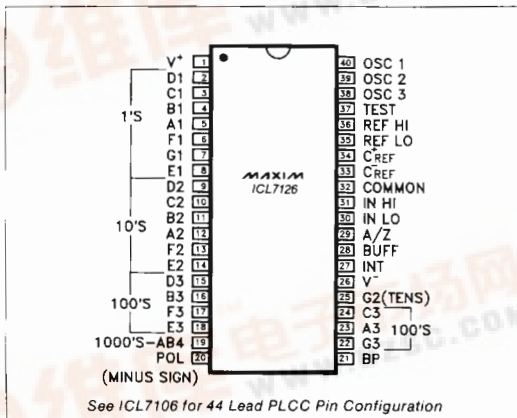 V+ 1
D1 2
C1 3
B1 4
A1 5
F1 6
G1 7
E1 8
D2 9
C2 10
B2 11
A2 12
F2 13
E2 14
D3 15
B3 16
F3 17
E3 18
1000'S-AB4 19
POL 20
(MINUS SIGN)
1'S
10'S
100'S
MAXIM
ICL7126
40 OSC 1
39 OSC 2
38 OSC 3
37 TEST
36 REF HI
35 REF LO
34 C+REF
33 C-REF
32 COMMON
31 IN HI
30 IN LO
29 A/Z
28 BUFF
27 INT
26 V-
25 G2(TENS)
24 C3
23 A3
22 G3
21 BP
100'S
See ICL7106 for 44 Lead PLCC Pin Configuration